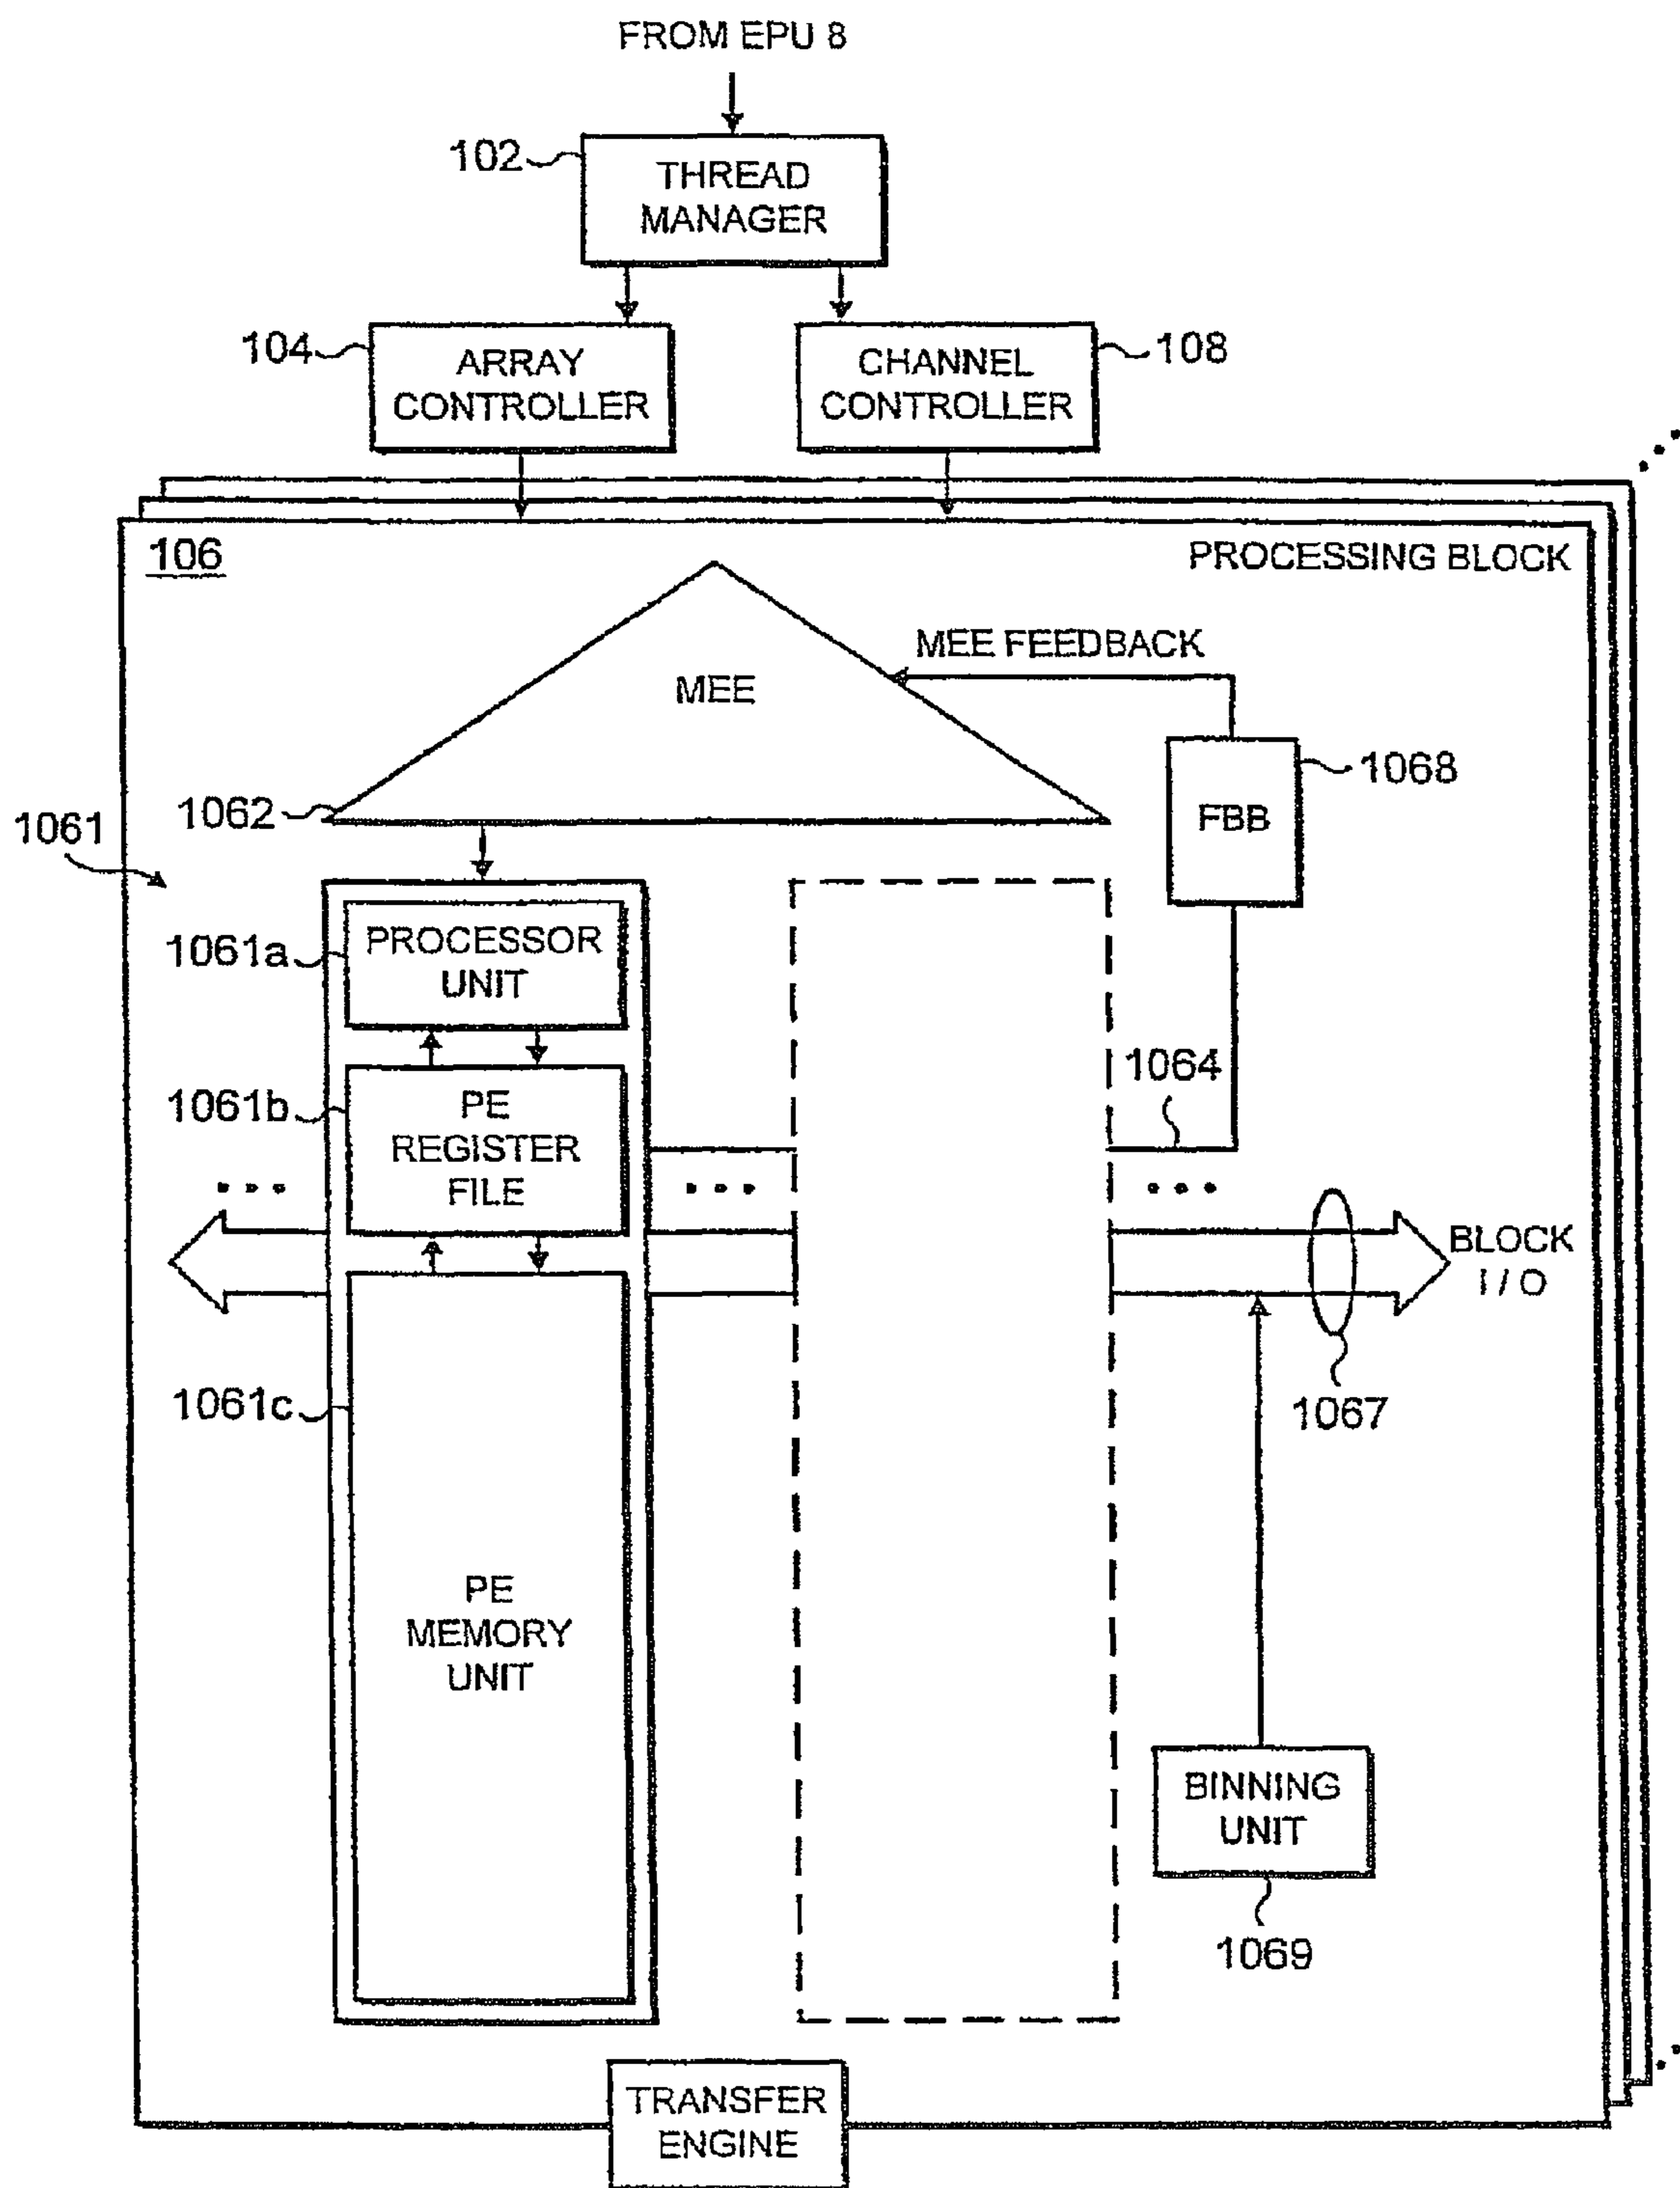 FROM EPU 8
102
THREAD
MANAGER
104
ARRAY
CONTROLLER
CHANNEL
CONTROLLER
108
106
PROCESSING BLOCK
MEE FEEDBACK
MEE
1068
FBB
1062
1061
1061a
PROCESSOR
UNIT
1064
1061b
PE
REGISTER
FILE
BLOCK
I / O
1061c
1067
PE
MEMORY
UNIT
BINNING
UNIT
1069
TRANSFER
ENGINE